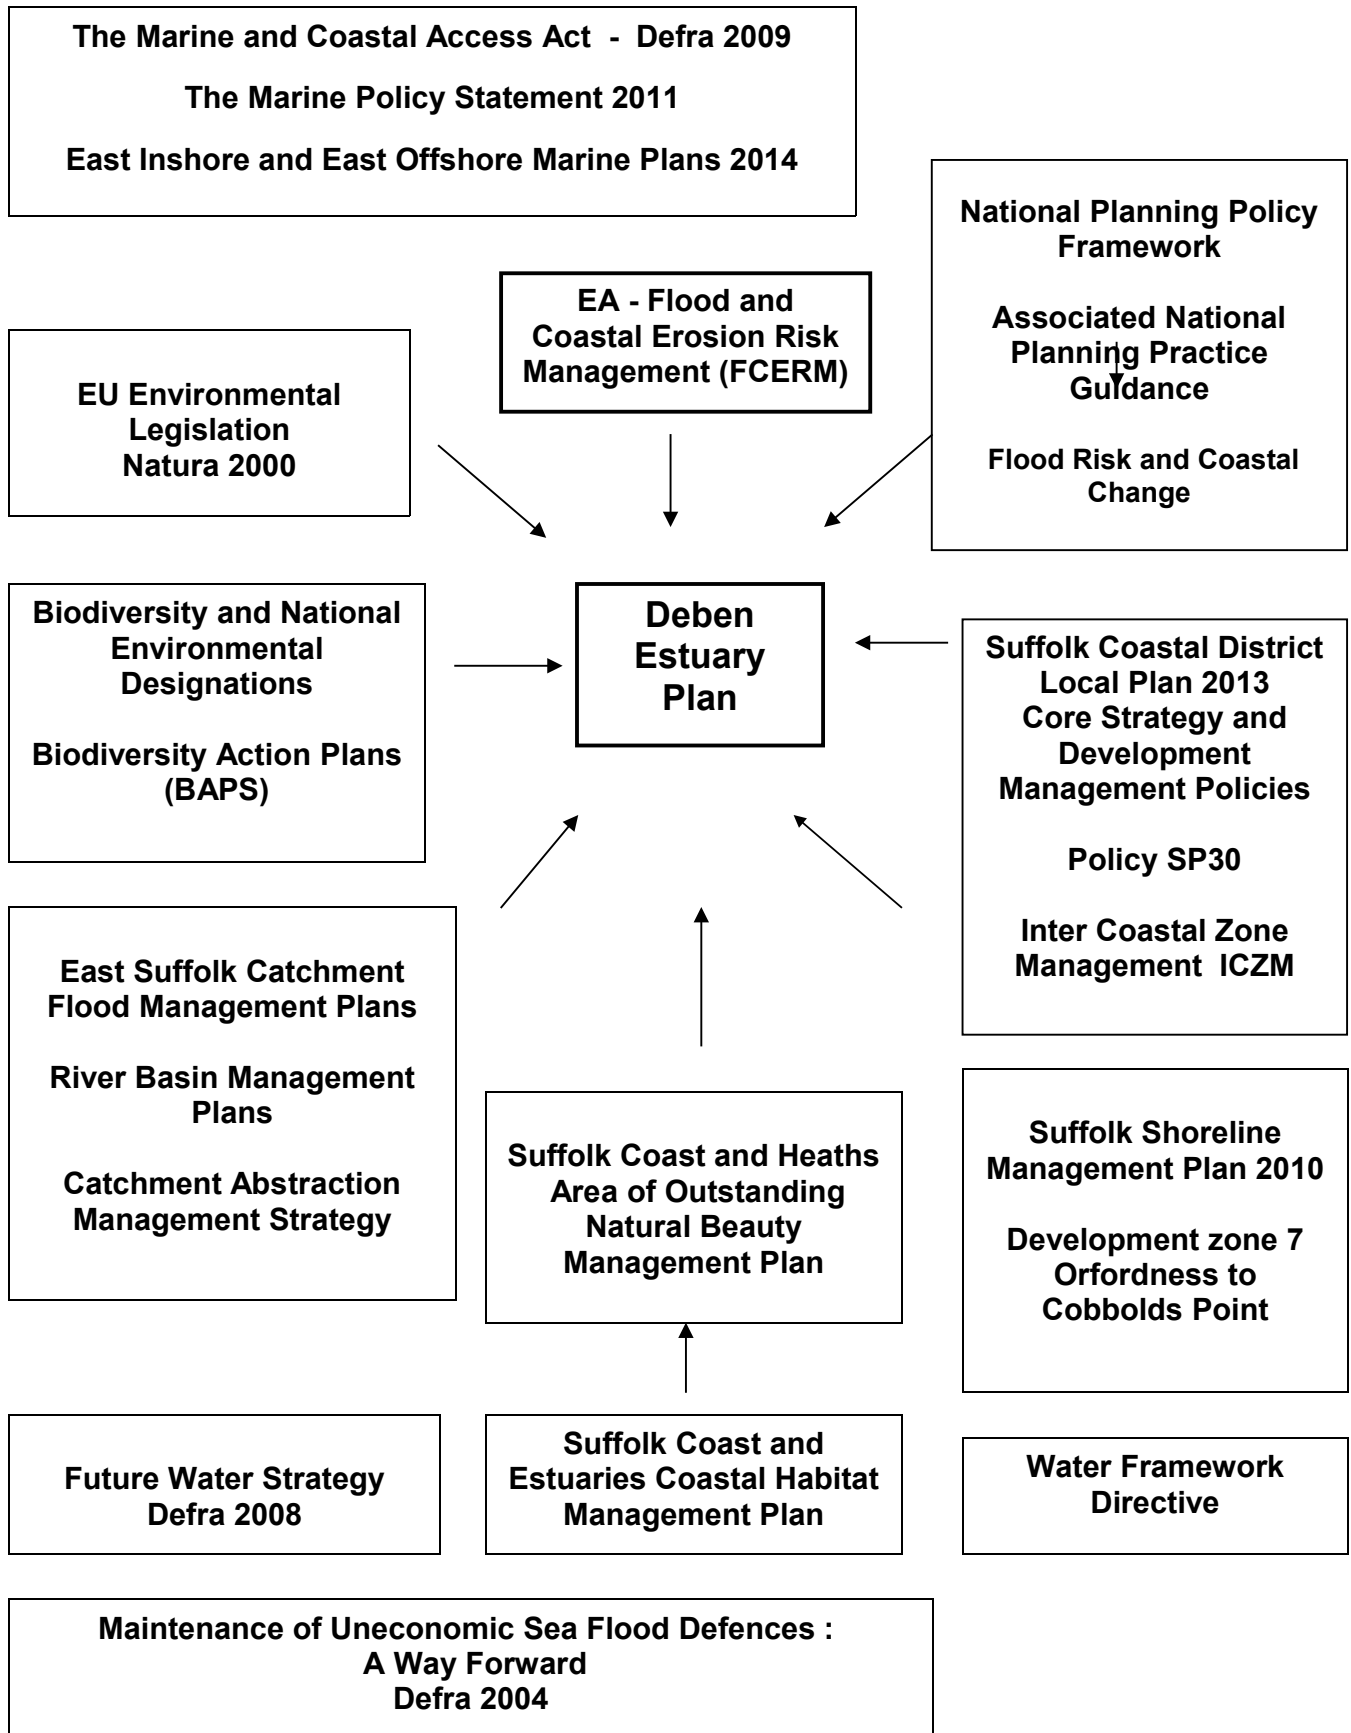 The Marine and Coastal Access Act - Defra 2009
The Marine Policy Statement 2011
East Inshore and East Offshore Marine Plans 2014
National Planning Policy
Framework
Associated National
Planning Practice
Guidance
Flood Risk and Coastal
Change
EA - Flood and
Coastal Erosion Risk
Management (FCERM)
EU Environmental
Legislation
Natura 2000
Biodiversity and National
Environmental
Designations
Biodiversity Action Plans
(BAPS)
Deben
Estuary
Plan
Suffolk Coastal District
Local Plan 2013
Core Strategy and
Development
Management Policies
Policy SP30
Inter Coastal Zone
Management ICZM
East Suffolk Catchment
Flood Management Plans
River Basin Management
Plans
Catchment Abstraction
Management Strategy
Suffolk Coast and Heaths
Area of Outstanding
Natural Beauty
Management Plan
Suffolk Shoreline
Management Plan 2010
Development zone 7
Orfordness to
Cobbolds Point
Future Water Strategy
Defra 2008
Suffolk Coast and
Estuaries Coastal Habitat
Management Plan
Water Framework
Directive
Maintenance of Uneconomic Sea Flood Defences :
A Way Forward
Defra 2004